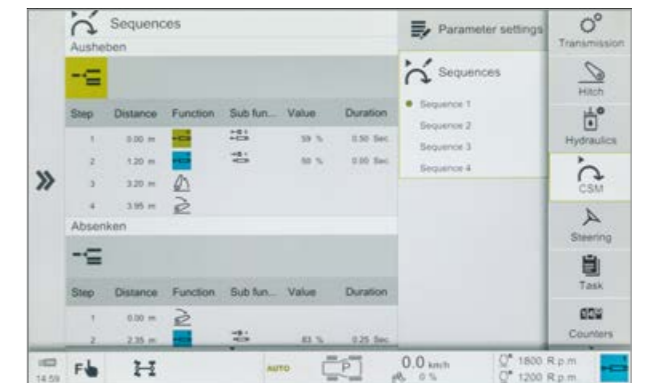 Sequences
Ausheben
Step Distance Function Sub fun... Value Duration
1 0.00 m 59 % 0.50 Sec
2 1.20 m 50 % 0.00 Sec
3 3.20 m
4 3.95 m
Absenken
Step Distance Function Sub fun... Value Duration
1 0.00 m
2 2.35 m 83 % 0.25 Sec
Parameter settings
Sequences
Sequence 1
Sequence 2
Sequence 3
Sequence 4
Transmission
Hitch
Hydraulics
CSM
Steering
Task
Counters
14:59
F
AUTO
P
0.0 km/h
0 %
1800 R.p.m.
1200 R.p.m.